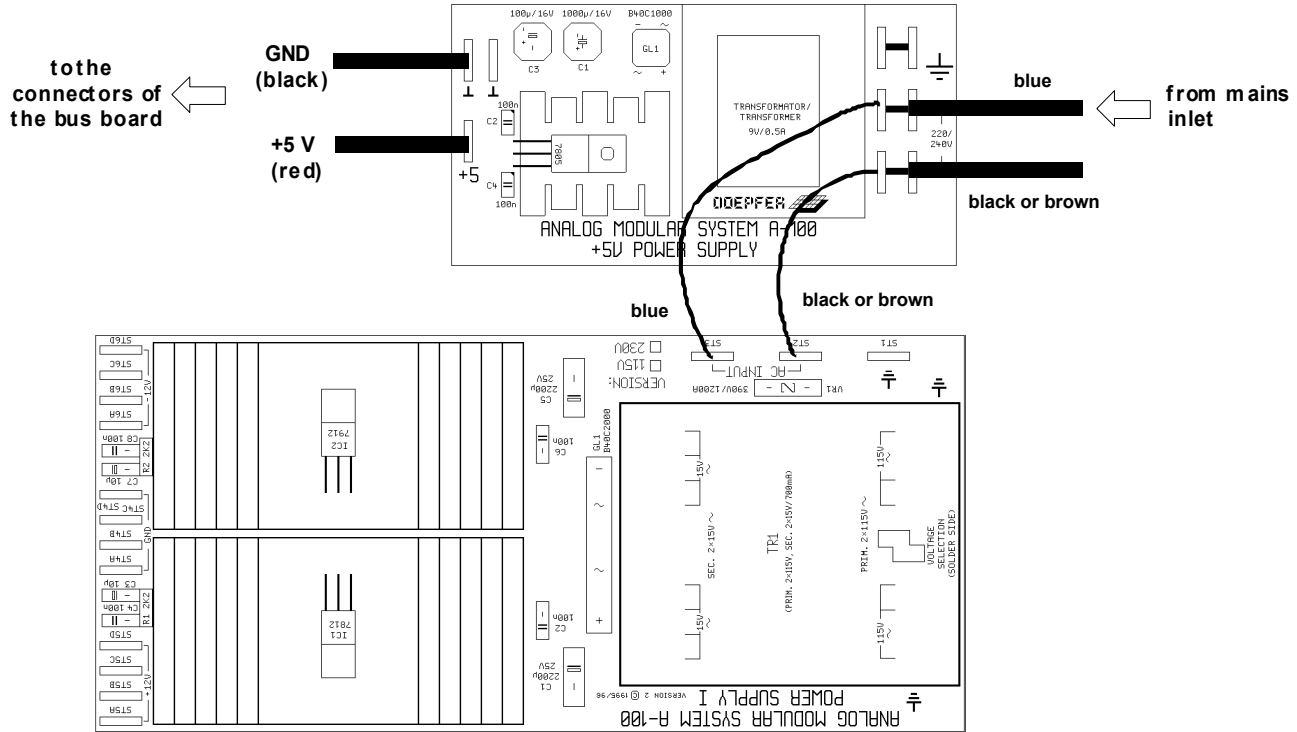 100µ/16V 1000µ/16V B40C1000
- ~
GL1
C3 C1 ~ +
GND
(black)
tothe
connectors of
the bus board
+5 V
(red)
+5
100n
C2
7805
C4
100n
TRANSFORMATOR/
TRANSFORMER
9V/0.5A
DOEPFER
220/
240V
blue
from mains
inlet
black or brown
ANALOG MODULAR SYSTEM A-100
+5V POWER SUPPLY
blue
black or brown
ST6D
ST6C
-12V
ST6B
ST6A
C8 100n
R2 2K2
C7 10µ
ST4D ST4C
GND
ST4B
ST4A
C3 10µ
C4 100n
R1 2K2
ST5D
ST5C
+12V
ST5B
ST5A
IC2
7912
IC1
7812
VERSION:
115V
230V
C5
2200µ
25V
C6
100n
GL1
B40C2000
-
~
~
+
C2
100n
C1
2200µ
25V
ST3 ST2 ST1
AC INPUT
VR1
- N -
390V/1200A
15V~
15V~
SEC. 2×15V ~
TR1
(PRIM. 2×115V, SEC. 2×15V/700mA)
PRIM. 2×115V ~
115V~
115V~
VOLTAGE
SELECTION
(SOLDER SIDE)
ANALOG MODULAR SYSTEM A-100
POWER SUPPLY I VERSION 2 © 1995/96